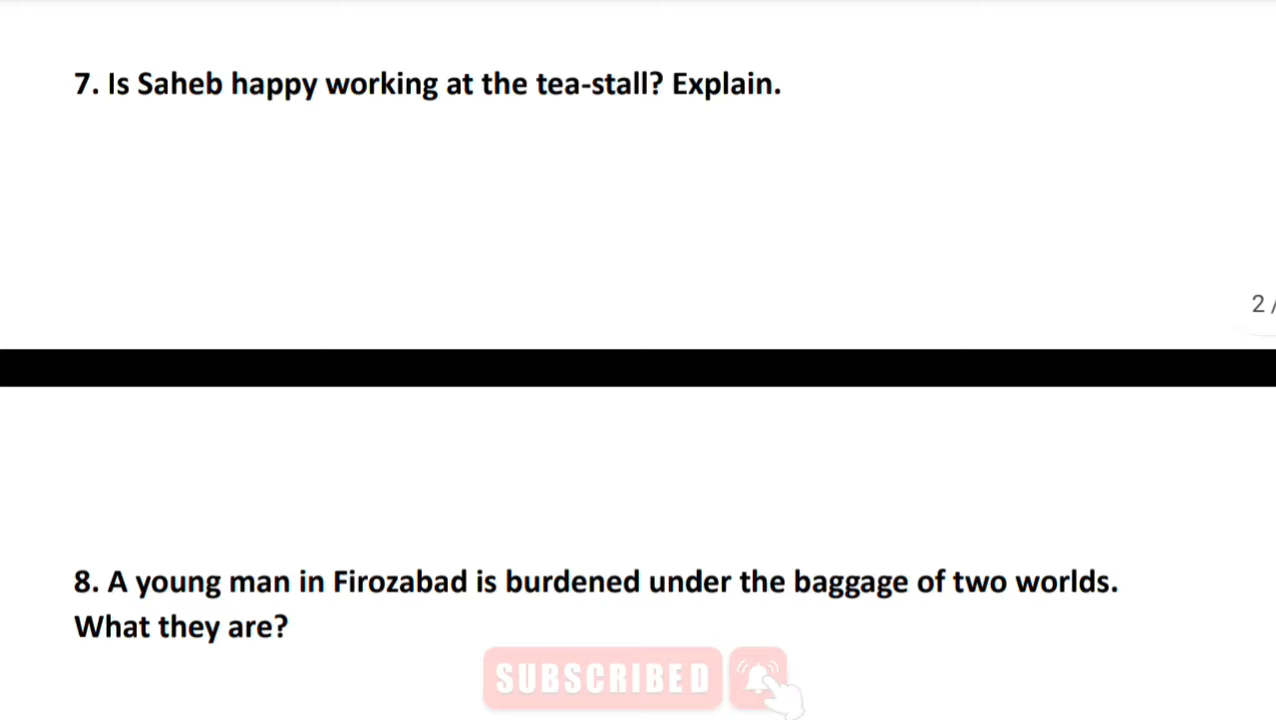 7. Is Saheb happy working at the tea-stall? Explain.
2 /
8. A young man in Firozabad is burdened under the baggage of two worlds.
What they are?
SUBSCRIBED